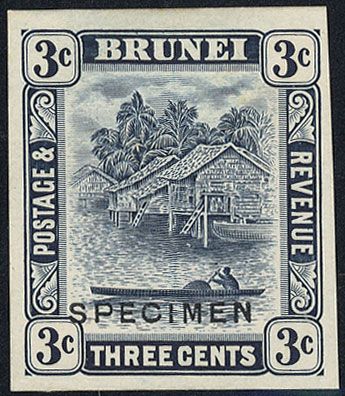 3c BRUNEI 3c
POSTAGE &
REVENUE
SPECIMEN
3c THREE CENTS 3c